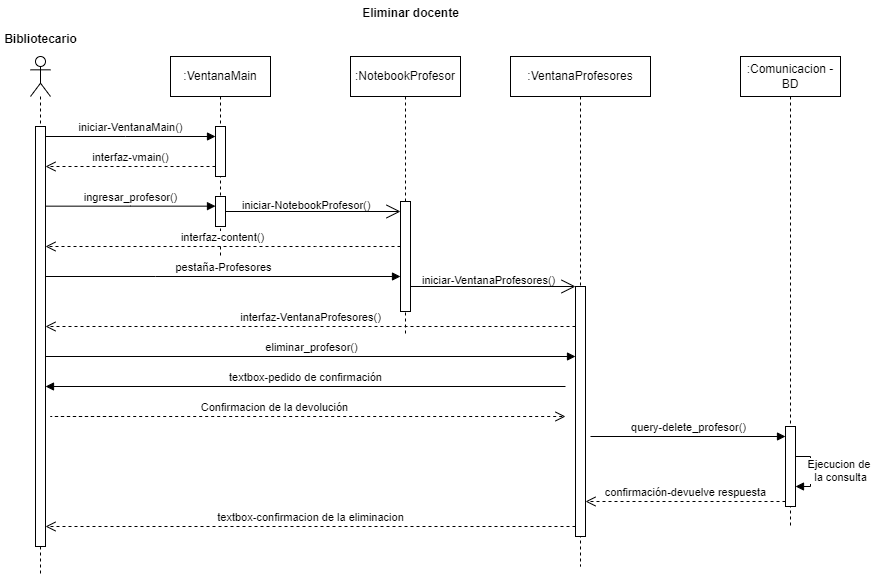 Eliminar docente
Bibliotecario
:VentanaMain
:NotebookProfesor
:VentanaProfesores
:Comunicacion -
BD
iniciar-VentanaMain()
interfaz-vmain()
ingresar_profesor()
iniciar-NotebookProfesor()
interfaz-content()
pestaña-Profesores
iniciar-VentanaProfesores()
interfaz-VentanaProfesores()
eliminar_profesor()
textbox-pedido de confirmación
Confirmacion de la devolución
query-delete_profesor()
Ejecucion de
la consulta
confirmación-devuelve respuesta
textbox-confirmacion de la eliminacion